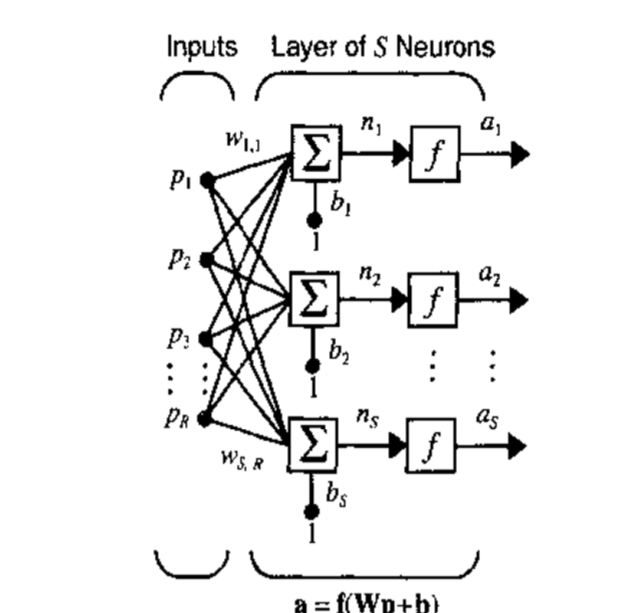 Inputs Layer of S Neurons
w1,1 n1 a1
p1 Σ f
b1
1
p2 n2 a2
Σ f
p3 b2
1
pR nS aS
wS, R Σ f
bS
1
a = f(Wp+b)